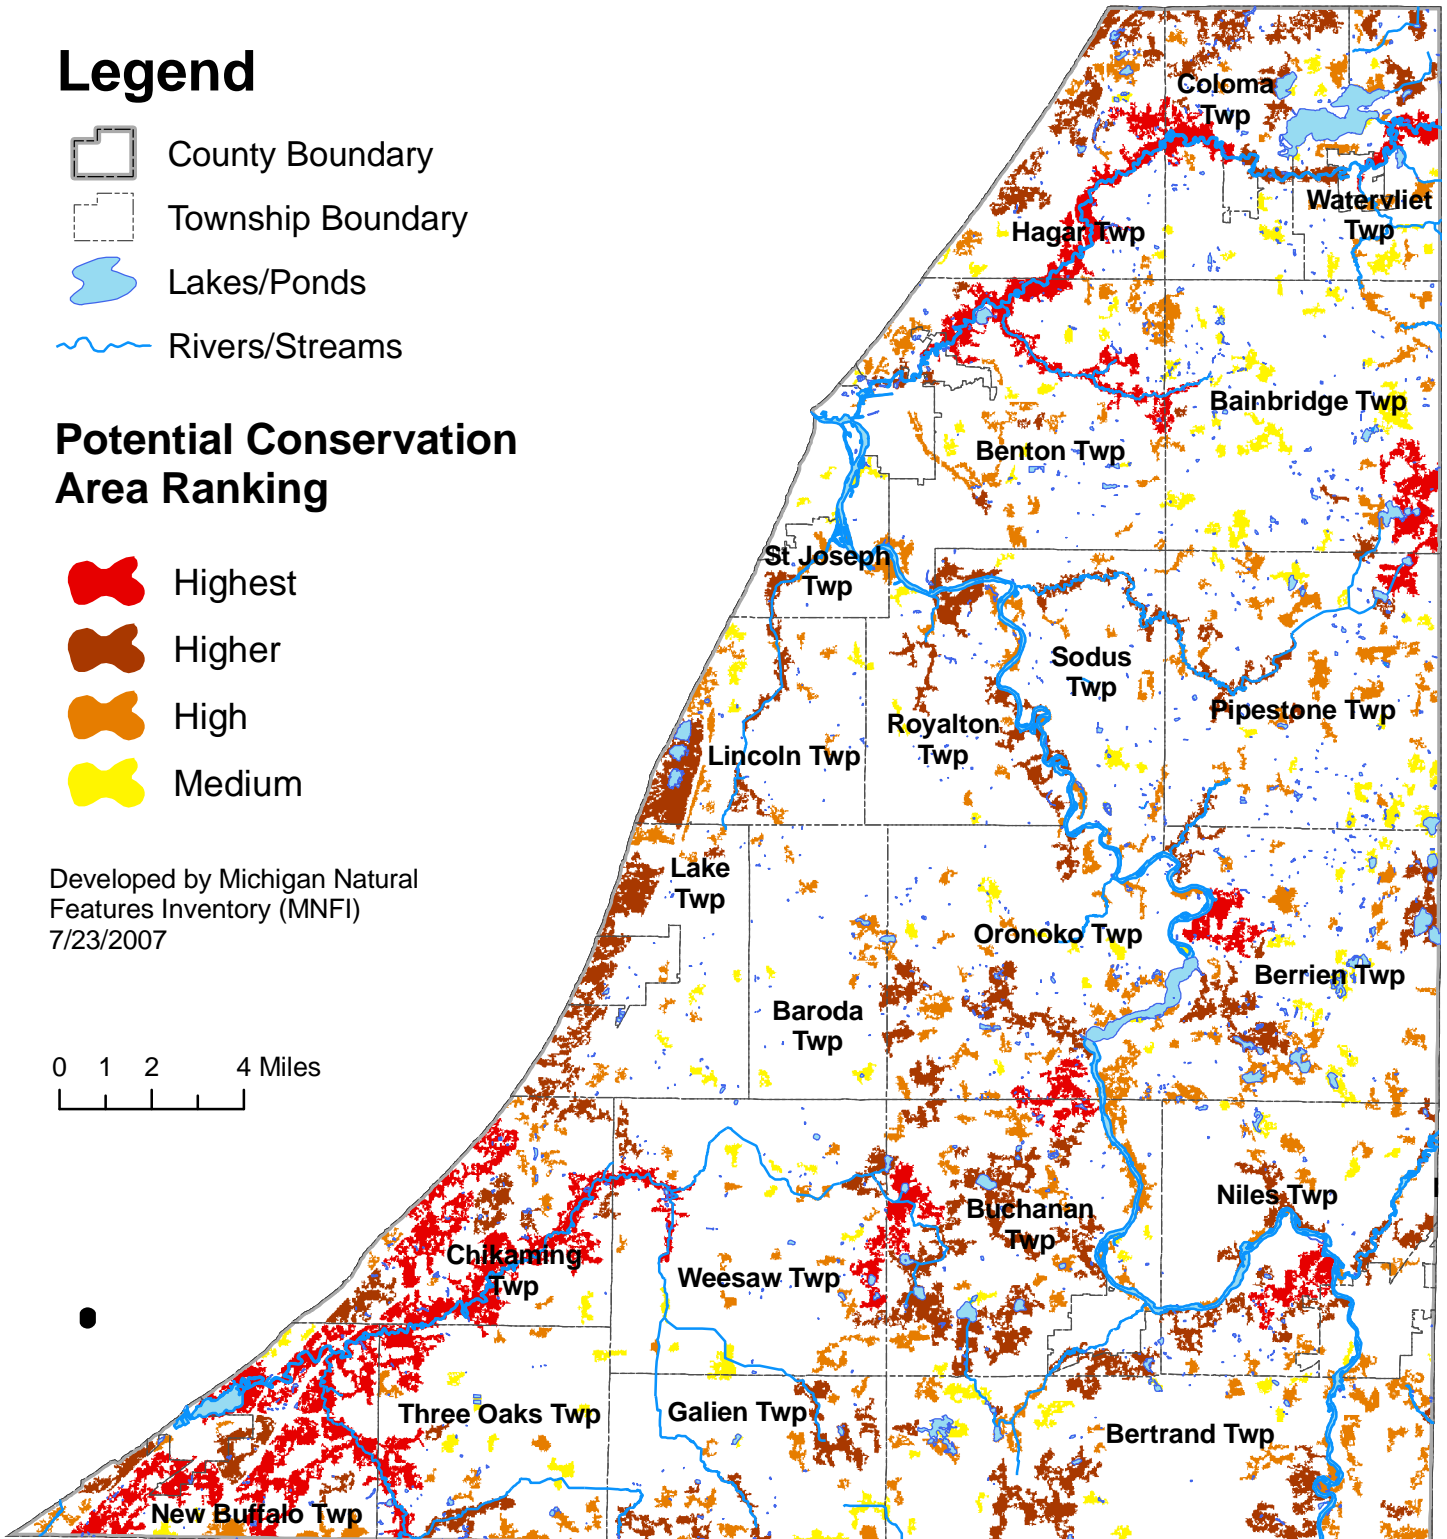 Legend
County Boundary
Township Boundary
Lakes/Ponds
Rivers/Streams
Potential Conservation
Area Ranking
Highest
Higher
High
Medium
Developed by Michigan Natural
Features Inventory (MNFI)
7/23/2007
0 1 2 4 Miles
Coloma
Twp
Watervliet
Twp
Hagar Twp
Bainbridge Twp
Benton Twp
St Joseph
Twp
Sodus
Twp
Pipestone Twp
Royalton
Twp
Lincoln Twp
Lake
Twp
Oronoko Twp
Berrien Twp
Baroda
Twp
Niles Twp
Buchanan
Twp
Chikaming
Twp
Weesaw Twp
Three Oaks Twp
Galien Twp
Bertrand Twp
New Buffalo Twp